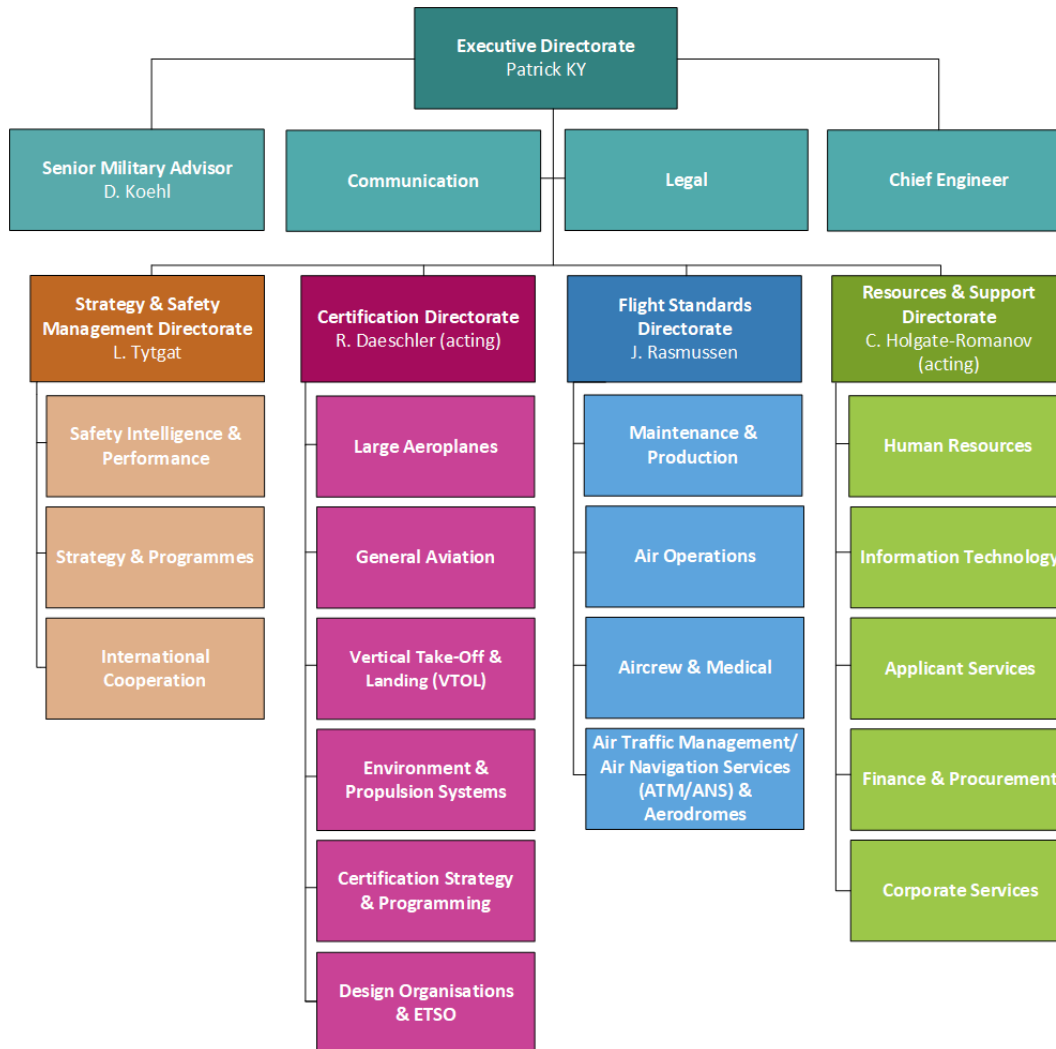 Executive Directorate
Patrick KY
Senior Military Advisor
D. Koehl
Communication
Legal
Chief Engineer
Strategy & Safety
Management Directorate
L. Tytgat
Certification Directorate
R. Daeschler (acting)
Flight Standards
Directorate
J. Rasmussen
Resources & Support
Directorate
C. Holgate-Romanov
(acting)
Safety Intelligence &
Performance
Strategy & Programmes
International
Cooperation
Large Aeroplanes
General Aviation
Vertical Take-Off &
Landing (VTOL)
Environment &
Propulsion Systems
Certification Strategy
& Programming
Design Organisations
& ETSO
Maintenance &
Production
Air Operations
Aircrew & Medical
Air Traffic Management/
Air Navigation Services
(ATM/ANS) &
Aerodromes
Human Resources
Information Technology
Applicant Services
Finance & Procurement
Corporate Services